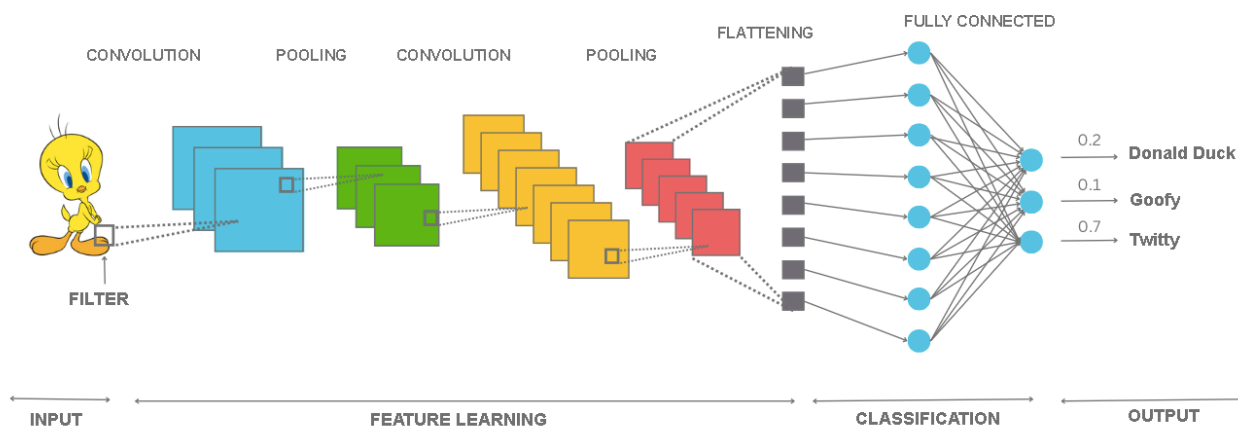 CONVOLUTION
POOLING
CONVOLUTION
POOLING
FLATTENING
FULLY CONNECTED
FILTER
0.2
Donald Duck
0.1
Goofy
0.7
Twitty
INPUT
FEATURE LEARNING
CLASSIFICATION
OUTPUT